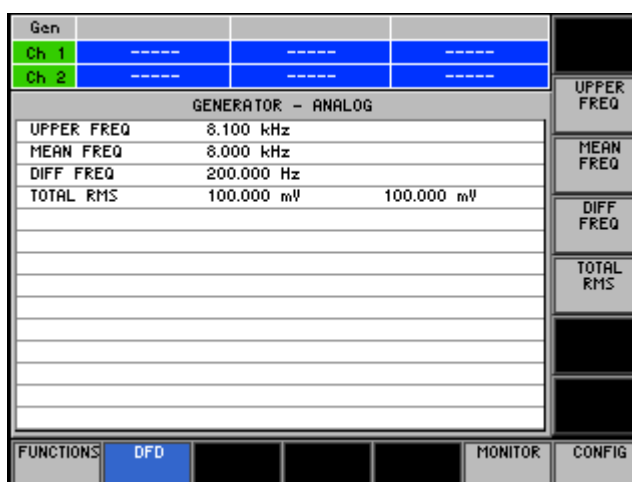 Gen
Ch 1 ----- ----- -----
Ch 2 ----- ----- -----
GENERATOR - ANALOG
UPPER FREQ 8.100 kHz
MEAN FREQ 8.000 kHz
DIFF FREQ 200.000 Hz
TOTAL RMS 100.000 mV 100.000 mV
UPPER
FREQ
MEAN
FREQ
DIFF
FREQ
TOTAL
RMS
FUNCTIONS DFD MONITOR CONFIG